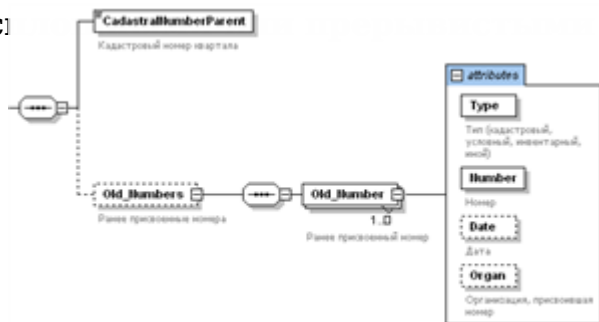 CadastralNumberParent
Кадастровый номер квартала
attributes
Type
Тип (кадастровый,
условный, инвентарный,
иной)
Number
Номер
Old_Numbers
Old_Number
1..
Ранее присвоенные номера
Ранее присвоенный номер
Date
Дата
Organ
Организация, присвоившая
номер